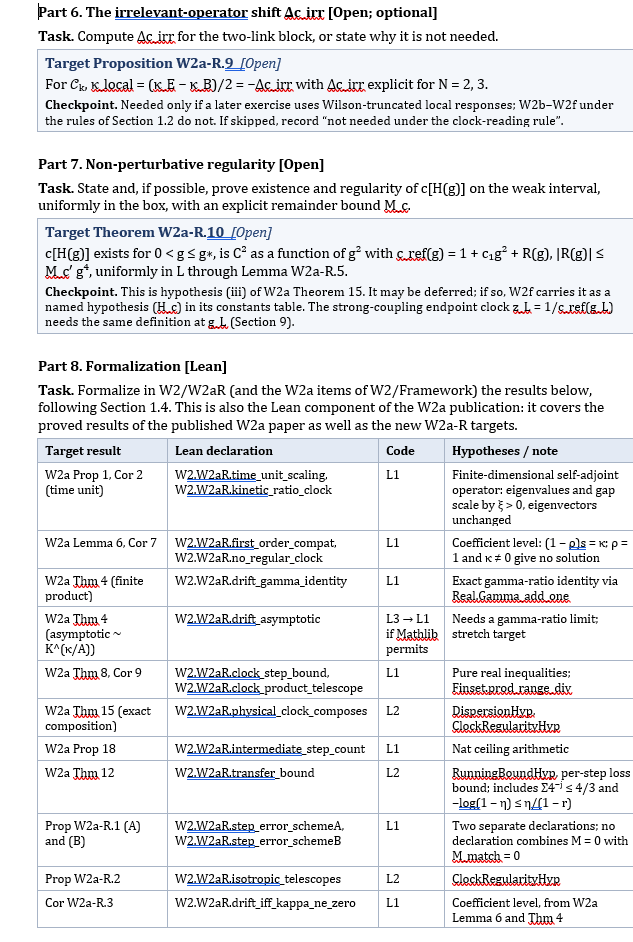 Part 6. The irrelevant-operator shift Δc_irr [Open; optional]
Task. Compute Δc_irr for the two-link block, or state why it is not needed.
Target Proposition W2a-R.9 [Open]
For 𝒞k, κ_local = (κ_E − κ_B)/2 = −Δc_irr with Δc_irr explicit for N = 2, 3.
Checkpoint. Needed only if a later exercise uses Wilson-truncated local responses; W2b–W2f under
the rules of Section 1.2 do not. If skipped, record “not needed under the clock-reading rule”.
Part 7. Non-perturbative regularity [Open]
Task. State and, if possible, prove existence and regularity of c[H(g)] on the weak interval,
uniformly in the box, with an explicit remainder bound M_c.
Target Theorem W2a-R.10 [Open]
c[H(g)] exists for 0 < g ≤ g*, is C² as a function of g² with c_ref(g) = 1 + c₁g² + R(g), |R(g)| ≤
M_c′ g⁴, uniformly in L through Lemma W2a-R.5.
Checkpoint. This is hypothesis (iii) of W2a Theorem 15. It may be deferred; if so, W2f carries it as a
named hypothesis (H_c) in its constants table. The strong-coupling endpoint clock z_L = 1/c_ref(g_L)
needs the same definition at g_L (Section 9).
Part 8. Formalization [Lean]
Task. Formalize in W2/W2aR (and the W2a items of W2/Framework) the results below,
following Section 1.4. This is also the Lean component of the W2a publication: it covers the
proved results of the published W2a paper as well as the new W2a-R targets.
Target result Lean declaration Code Hypotheses / note
W2a Prop 1, Cor 2 W2.W2aR.time_unit_scaling, L1 Finite-dimensional self-adjoint
(time unit) W2.W2aR.kinetic_ratio_clock operator: eigenvalues and gap
scale by ξ > 0, eigenvectors
unchanged
W2a Lemma 6, Cor 7 W2.W2aR.first_order_compat, L1 Coefficient level: (1 − ρ)s = κ; ρ =
W2.W2aR.no_regular_clock 1 and κ ≠ 0 give no solution
W2a Thm 4 (finite W2.W2aR.drift_gamma_identity L1 Exact gamma-ratio identity via
product) Real.Gamma_add_one
W2a Thm 4 W2.W2aR.drift_asymptotic L3 → L1 Needs a gamma-ratio limit;
(asymptotic ~ if Mathlib stretch target
K^(κ/A)) permits
W2a Thm 8, Cor 9 W2.W2aR.clock_step_bound, L1 Pure real inequalities;
W2.W2aR.clock_product_telescope Finset.prod_range_div
W2a Thm 15 (exact W2.W2aR.physical_clock_composes L2 DispersionHyp,
composition) ClockRegularityHyp
W2a Prop 18 W2.W2aR.intermediate_step_count L1 Nat ceiling arithmetic
W2a Thm 12 W2.W2aR.transfer_bound L2 RunningBoundHyp, per-step loss
bound; includes Σ4⁻ʲ ≤ 4/3 and
−log(1 − η) ≤ η/(1 − r)
Prop W2a-R.1 (A) W2.W2aR.step_error_schemeA, L1 Two separate declarations; no
and (B) W2.W2aR.step_error_schemeB declaration combines M = 0 with
M_match = 0
Prop W2a-R.2 W2.W2aR.isotropic_telescopes L2 ClockRegularityHyp
Cor W2a-R.3 W2.W2aR.drift_iff_kappa_ne_zero L1 Coefficient level, from W2a
Lemma 6 and Thm 4